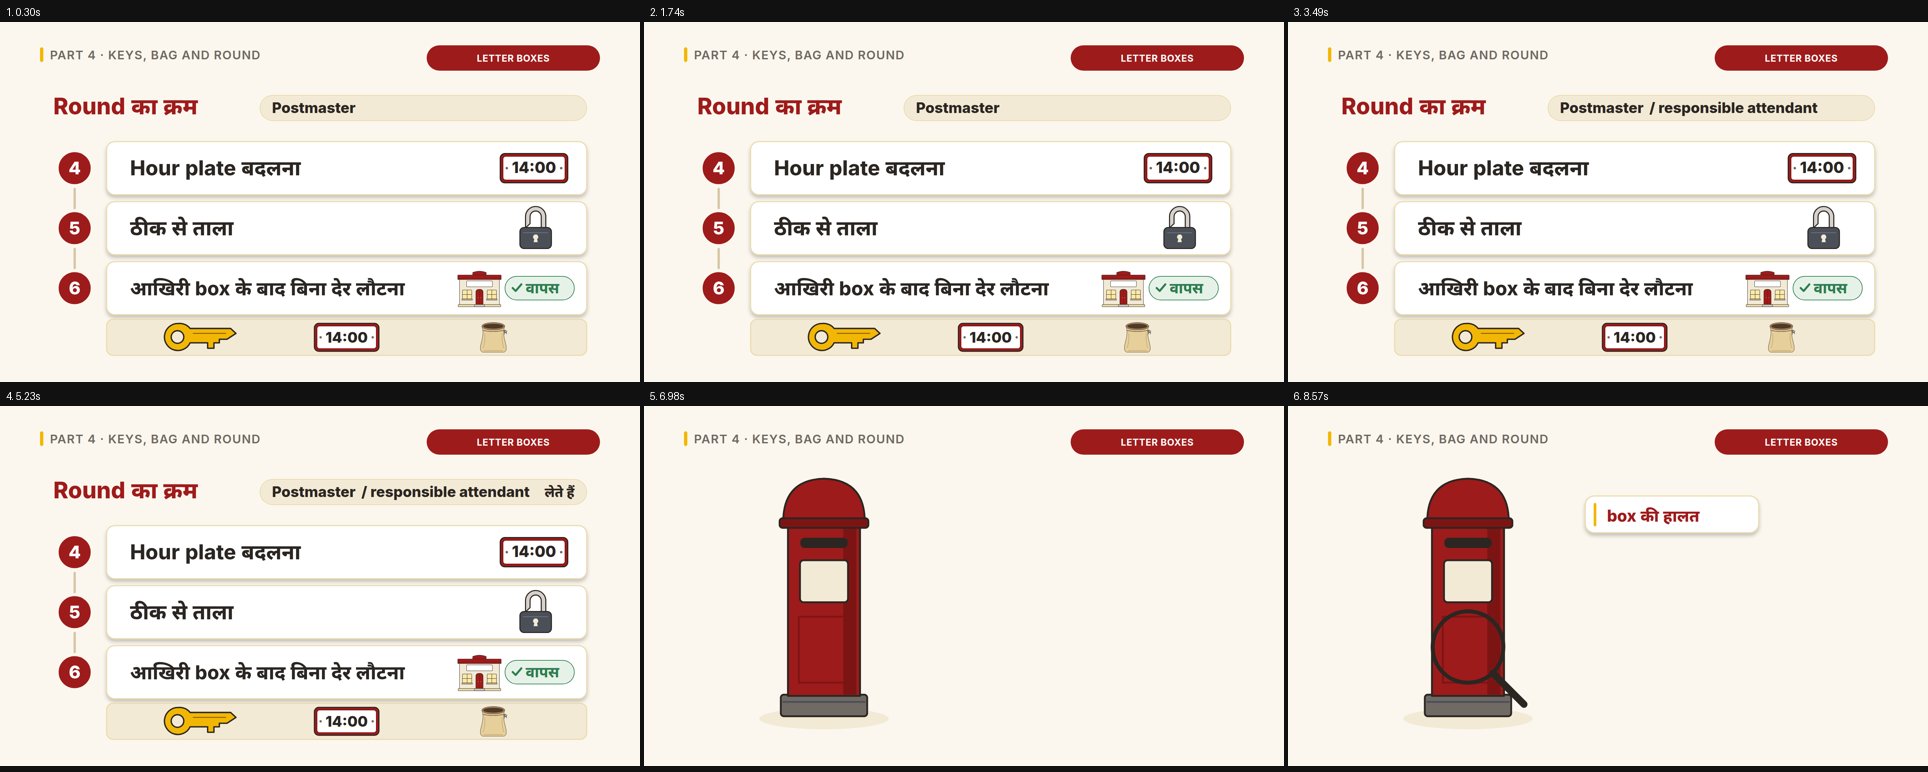 1. 0.30s
PART 4 · KEYS, BAG AND ROUND
LETTER BOXES
Round का क्रम
Postmaster
4
Hour plate बदलना
14:00
5
ठीक से ताला
6
आखिरी box के बाद बिना देर लौटना
वापस
14:00
2. 1.74s
PART 4 · KEYS, BAG AND ROUND
LETTER BOXES
Round का क्रम
Postmaster
4
Hour plate बदलना
14:00
5
ठीक से ताला
6
आखिरी box के बाद बिना देर लौटना
वापस
14:00
3. 3.49s
PART 4 · KEYS, BAG AND ROUND
LETTER BOXES
Round का क्रम
Postmaster / responsible attendant
4
Hour plate बदलना
14:00
5
ठीक से ताला
6
आखिरी box के बाद बिना देर लौटना
वापस
14:00
4. 5.23s
PART 4 · KEYS, BAG AND ROUND
LETTER BOXES
Round का क्रम
Postmaster / responsible attendant लेते हैं
4
Hour plate बदलना
14:00
5
ठीक से ताला
6
आखिरी box के बाद बिना देर लौटना
वापस
14:00
5. 6.98s
PART 4 · KEYS, BAG AND ROUND
LETTER BOXES
6. 8.57s
PART 4 · KEYS, BAG AND ROUND
LETTER BOXES
box की हालत